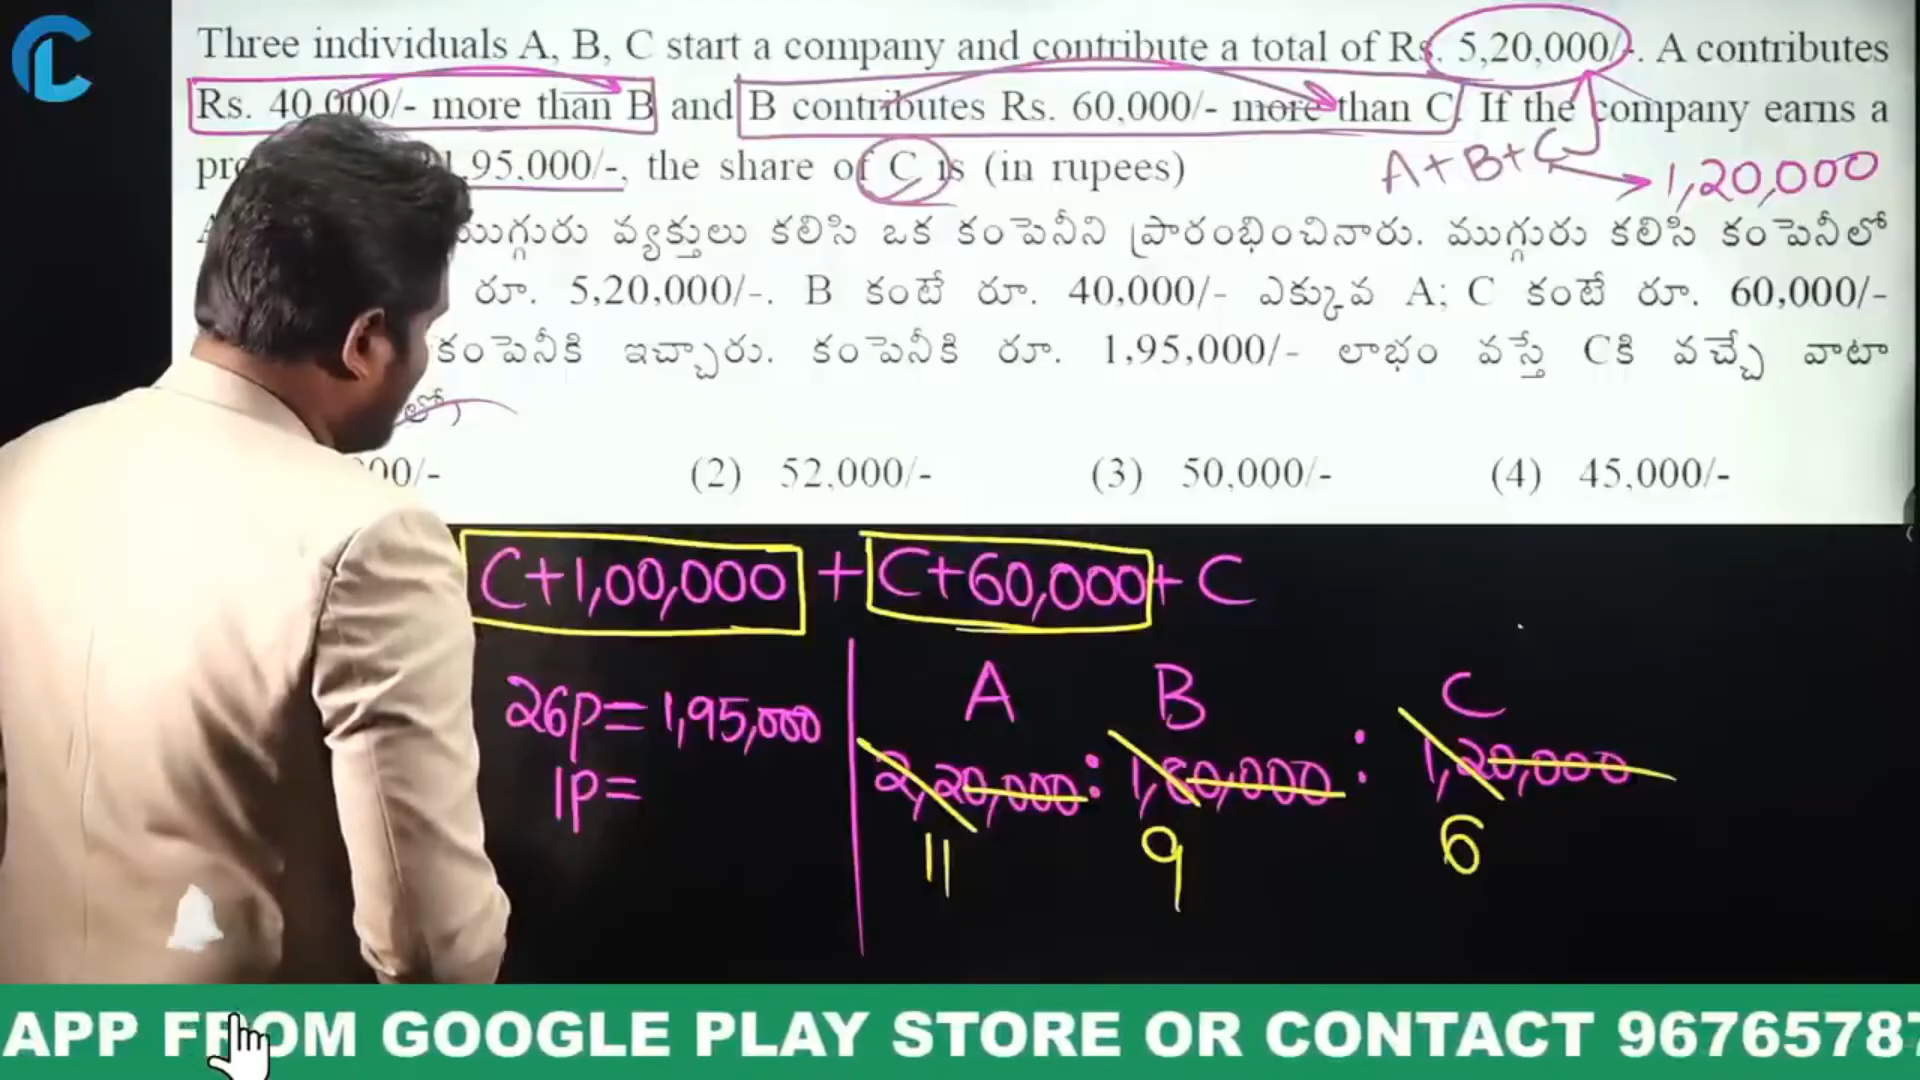 Three individuals A, B, C start a company and contribute a total of Rs. 5,20,000/-. A contributes
Rs. 40,000/- more than B and B contributes Rs. 60,000/- more than C. If the company earns a
95,000/-, the share of C is (in rupees)
A+B+C
1,20,000
ముగ్గురు వ్యక్తులు కలిసి ఒక కంపెనీని ప్రారంభించినారు. ముగ్గురు కలిసి కంపెనీలో
రూ. 5,20,000/-. B కంటే రూ. 40,000/- ఎక్కువ A; C కంటే రూ. 60,000/-
కంపెనీకి ఇచ్చారు. కంపెనీకి రూ. 1,95,000/- లాభం వస్తే Cకి వచ్చే వాటా
లో)
00/- (2) 52,000/- (3) 50,000/- (4) 45,000/-
C+1,00,000 + C+60,000 + C
A B C
26p = 1,95,000
2,20,000 : 1,80,000 : 1,20,000
1p =
11 9 6
APP FROM GOOGLE PLAY STORE OR CONTACT 96765787